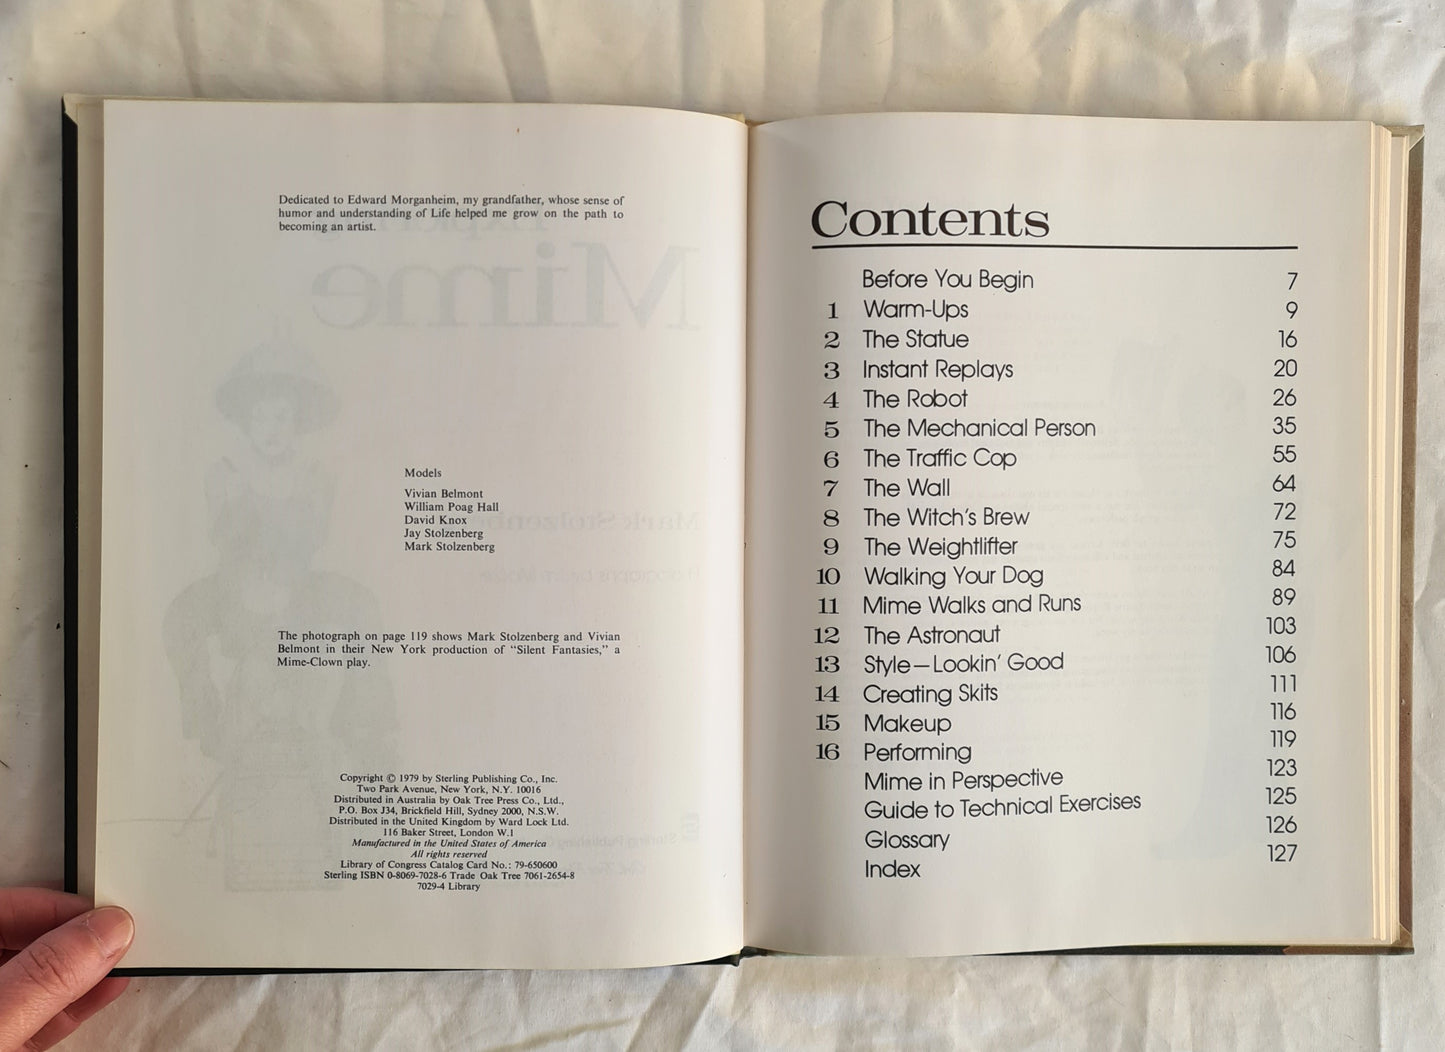 Dedicated to Edward Morganheim, my grandfather, whose sense of
humor and understanding of Life helped me grow on the path to
becoming an artist.
Mime
Models
Vivian Belmont
William Poag Hall
David Knox
Jay Stolzenberg
Mark Stolzenberg
The photograph on page 119 shows Mark Stolzenberg and Vivian
Belmont in their New York production of “Silent Fantasies,” a
Mime-Clown play.
Copyright © 1979 by Sterling Publishing Co., Inc.
Two Park Avenue, New York, N.Y. 10016
Distributed in Australia by Oak Tree Press Co., Ltd.,
P.O. Box J34, Brickfield Hill, Sydney 2000, N.S.W.
Distributed in the United Kingdom by Ward Lock Ltd.
116 Baker Street, London W.1
Manufactured in the United States of America
All rights reserved
Library of Congress Catalog Card No.: 79-650600
Sterling ISBN 0-8069-7028-6 Trade Oak Tree 7061-2654-8
7029-4 Library
Contents
Before You Begin 7
1 Warm-Ups 9
2 The Statue 16
3 Instant Replays 20
4 The Robot 26
5 The Mechanical Person 35
6 The Traffic Cop 55
7 The Wall 64
8 The Witch’s Brew 72
9 The Weightlifter 75
10 Walking Your Dog 84
11 Mime Walks and Runs 89
12 The Astronaut 103
13 Style—Lookin’ Good 106
14 Creating Skits 111
15 Makeup 116
16 Performing 119
Mime in Perspective 123
Guide to Technical Exercises 125
Glossary 126
Index 127